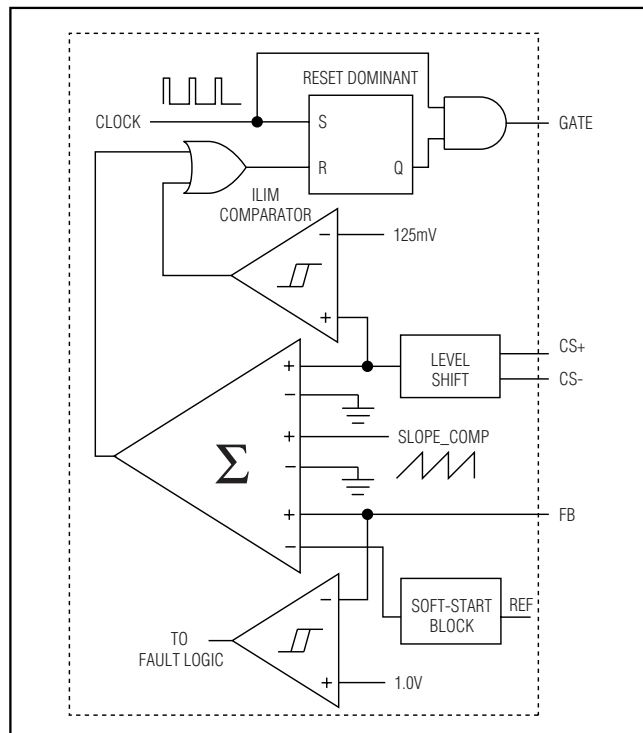 RESET DOMINANT
CLOCK
S
GATE
R
Q
ILIM
COMPARATOR
−
125mV
+
CS+
LEVEL
SHIFT
CS-
+
−
+
SLOPE_COMP
Σ
−
+
FB
−
SOFT-START
BLOCK
REF
−
TO
FAULT LOGIC
+
1.0V